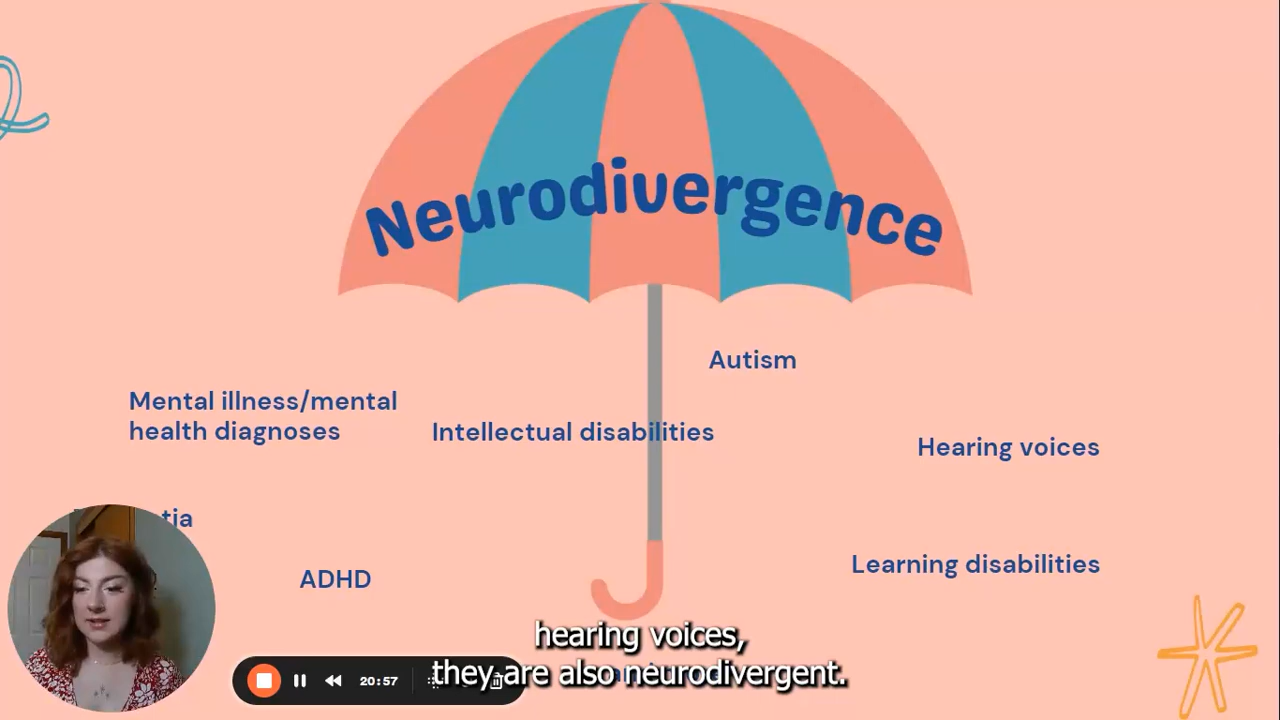 Neurodivergence
Autism
Mental illness/mental
health diagnoses
Intellectual disabilities
Hearing voices
ADHD
Learning disabilities
hearing voices,
they are also neurodivergent.
20:57